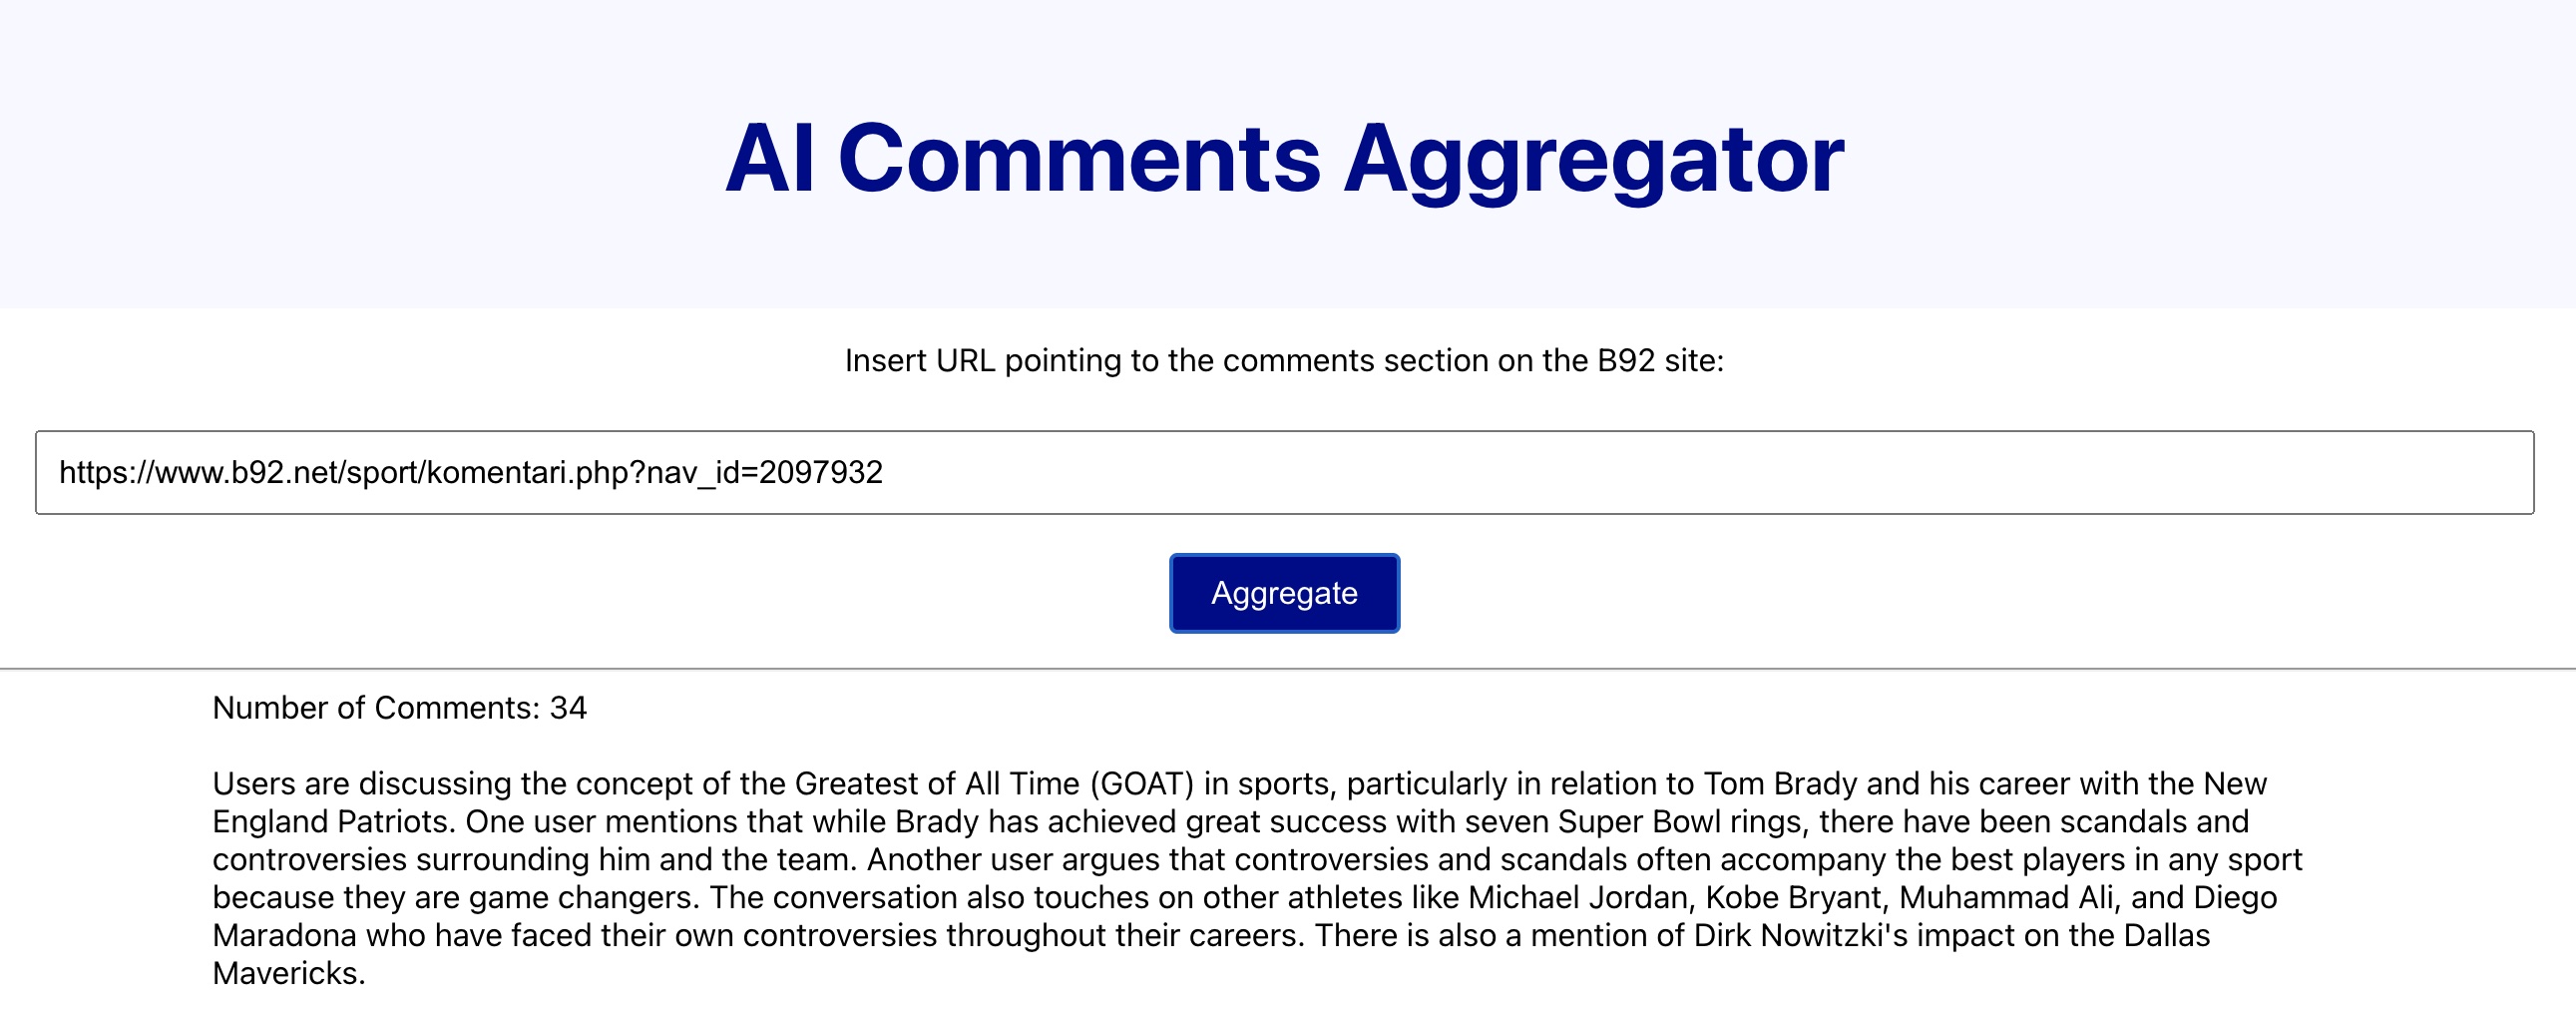 AI Comments Aggregator
Insert URL pointing to the comments section on the B92 site:
https://www.b92.net/sport/komentari.php?nav_id=2097932
Aggregate
Number of Comments: 34
Users are discussing the concept of the Greatest of All Time (GOAT) in sports, particularly in relation to Tom Brady and his career with the New
England Patriots. One user mentions that while Brady has achieved great success with seven Super Bowl rings, there have been scandals and
controversies surrounding him and the team. Another user argues that controversies and scandals often accompany the best players in any sport
because they are game changers. The conversation also touches on other athletes like Michael Jordan, Kobe Bryant, Muhammad Ali, and Diego
Maradona who have faced their own controversies throughout their careers. There is also a mention of Dirk Nowitzki's impact on the Dallas
Mavericks.